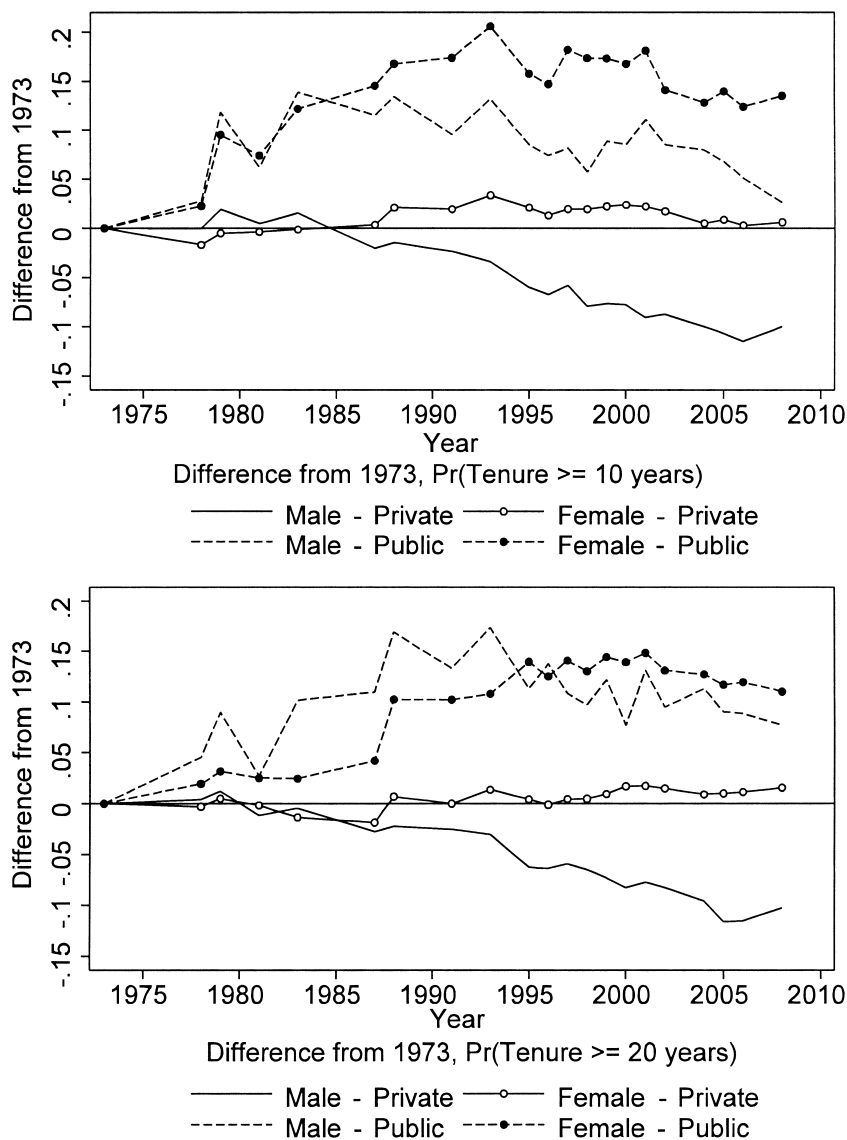 .2
.15
.1
.05
0
-.05
-.1
-.15
Difference from 1973
1975 1980 1985 1990 1995 2000 2005 2010
Year
Difference from 1973, Pr(Tenure >= 10 years)
Male - Private Female - Private
Male - Public Female - Public
.2
.15
.1
.05
0
-.05
-.1
-.15
Difference from 1973
1975 1980 1985 1990 1995 2000 2005 2010
Year
Difference from 1973, Pr(Tenure >= 20 years)
Male - Private Female - Private
Male - Public Female - Public